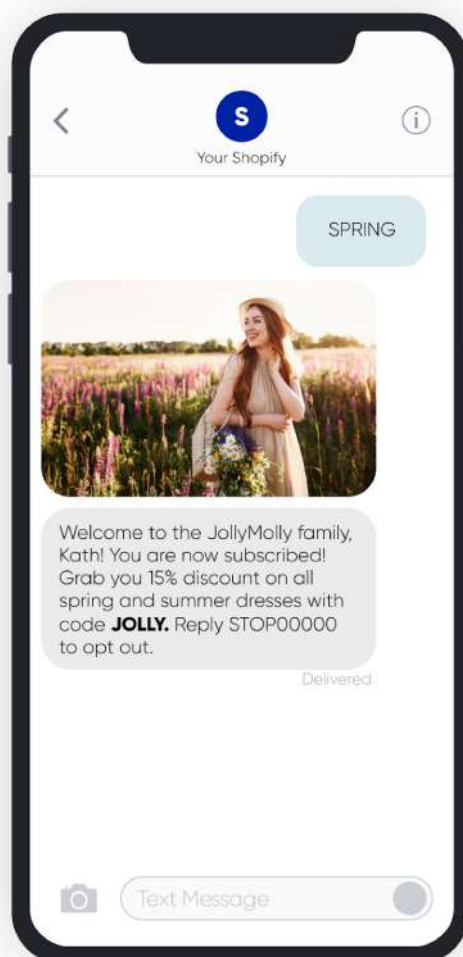 S
Your Shopify
SPRING
Welcome to the JollyMolly family,
Kath! You are now subscribed!
Grab you 15% discount on all
spring and summer dresses with
code JOLLY. Reply STOP00000
to opt out.
Delivered
Text Message